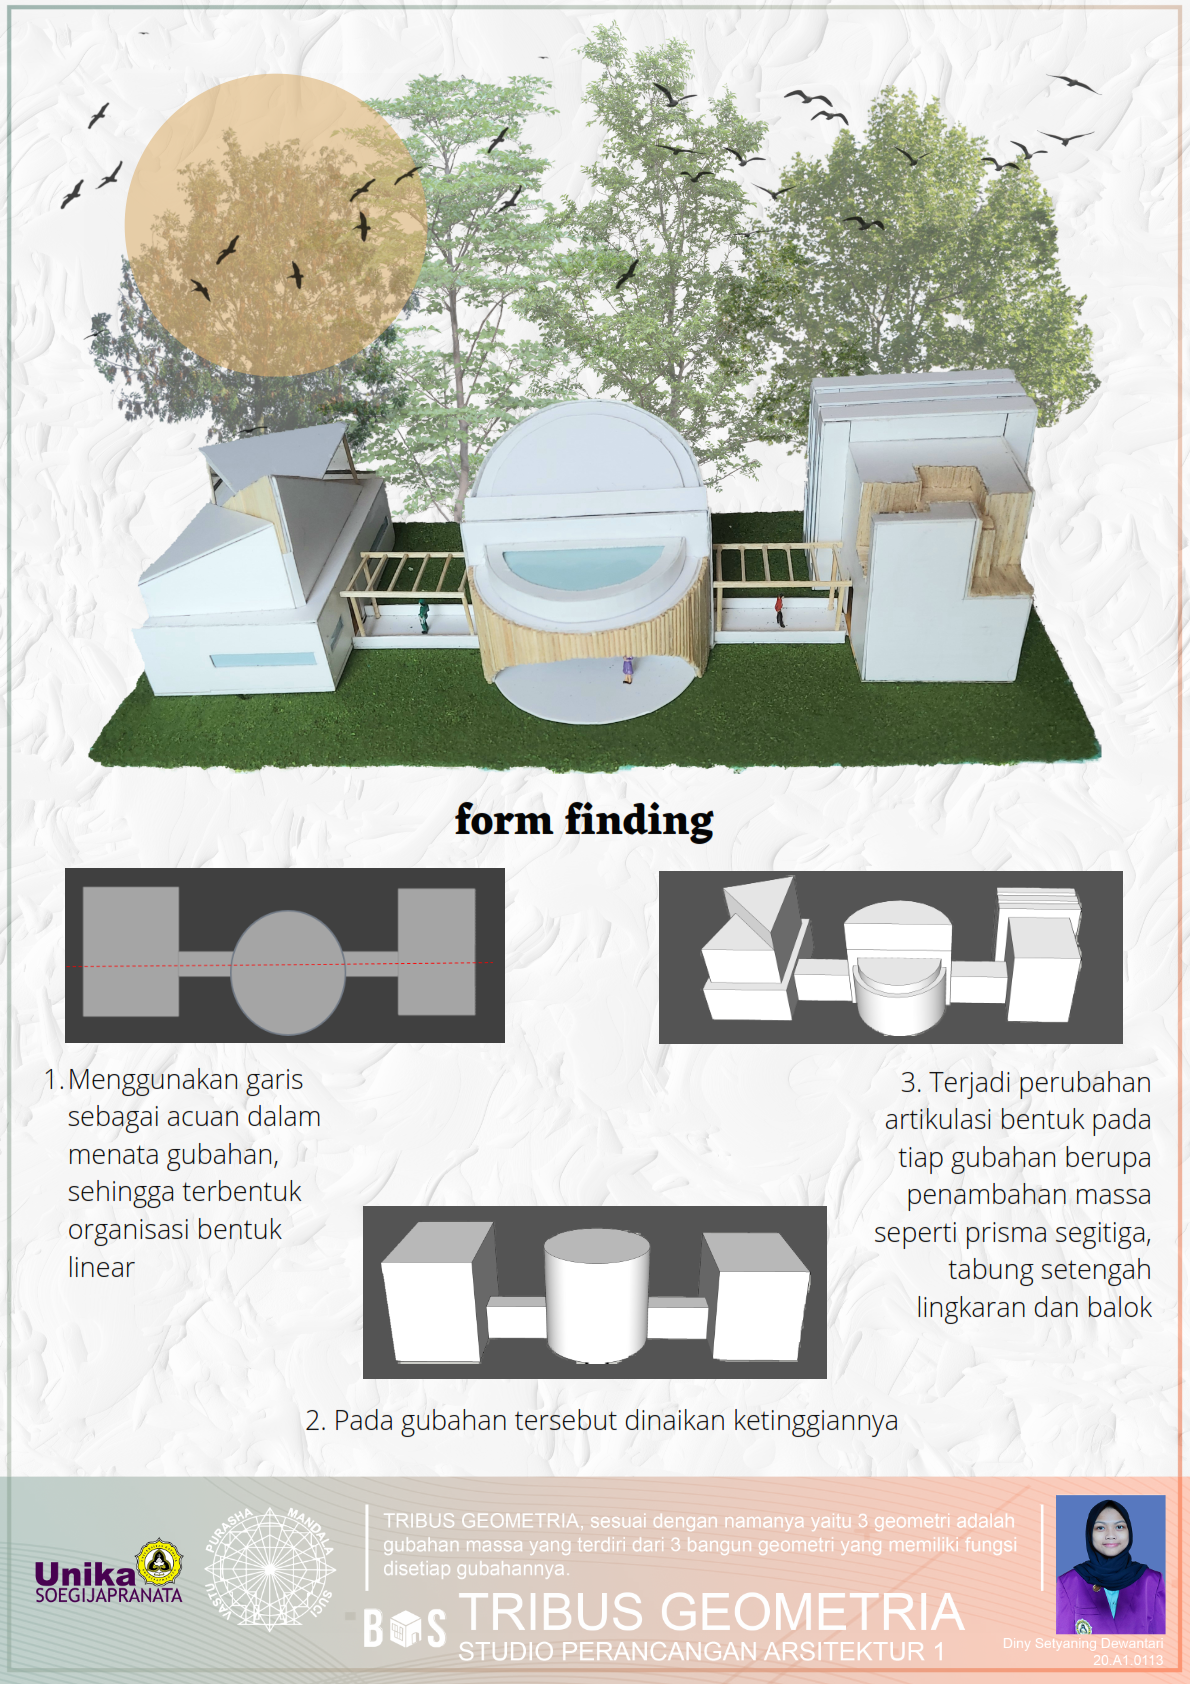 form finding
1. Menggunakan garis
sebagai acuan dalam
menata gubahan,
sehingga terbentuk
organisasi bentuk
linear
3. Terjadi perubahan
artikulasi bentuk pada
tiap gubahan berupa
penambahan massa
seperti prisma segitiga,
tabung setengah
lingkaran dan balok
2. Pada gubahan tersebut dinaikan ketinggiannya
Unika
SOEGIJAPRANATA
VASTU PURASHA MANDALA SUCI
TRIBUS GEOMETRIA, sesuai dengan namanya yaitu 3 geometri adalah
gubahan massa yang terdiri dari 3 bangun geometri yang memiliki fungsi
disetiap gubahannya.
B S
TRIBUS GEOMETRIA
STUDIO PERANCANGAN ARSITEKTUR 1
Diny Setyaning Dewantari
20.A1.0113